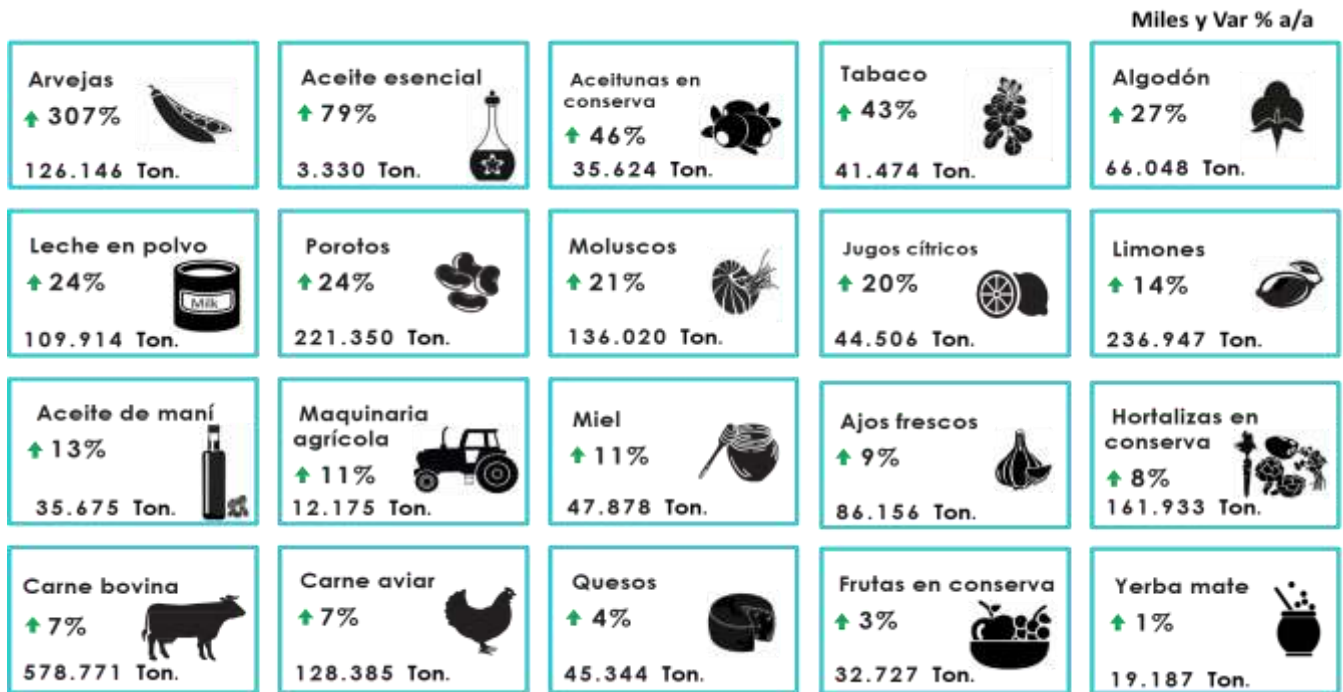 Miles y Var % a/a
Arvejas
307%
126.146 Ton.
Aceite esencial
79%
3.330 Ton.
Aceitunas en
conserva
46%
35.624 Ton.
Tabaco
43%
41.474 Ton.
Algodón
27%
66.048 Ton.
Leche en polvo
24%
Milk
109.914 Ton.
Porotos
24%
221.350 Ton.
Moluscos
21%
136.020 Ton.
Jugos cítricos
20%
44.506 Ton.
Limones
14%
236.947 Ton.
Aceite de maní
13%
35.675 Ton.
Maquinaria
agrícola
11%
12.175 Ton.
Miel
11%
47.878 Ton.
Ajos frescos
9%
86.156 Ton.
Hortalizas en
conserva
8%
161.933 Ton.
Carne bovina
7%
578.771 Ton.
Carne aviar
7%
128.385 Ton.
Quesos
4%
45.344 Ton.
Frutas en conserva
3%
32.727 Ton.
Yerba mate
1%
19.187 Ton.